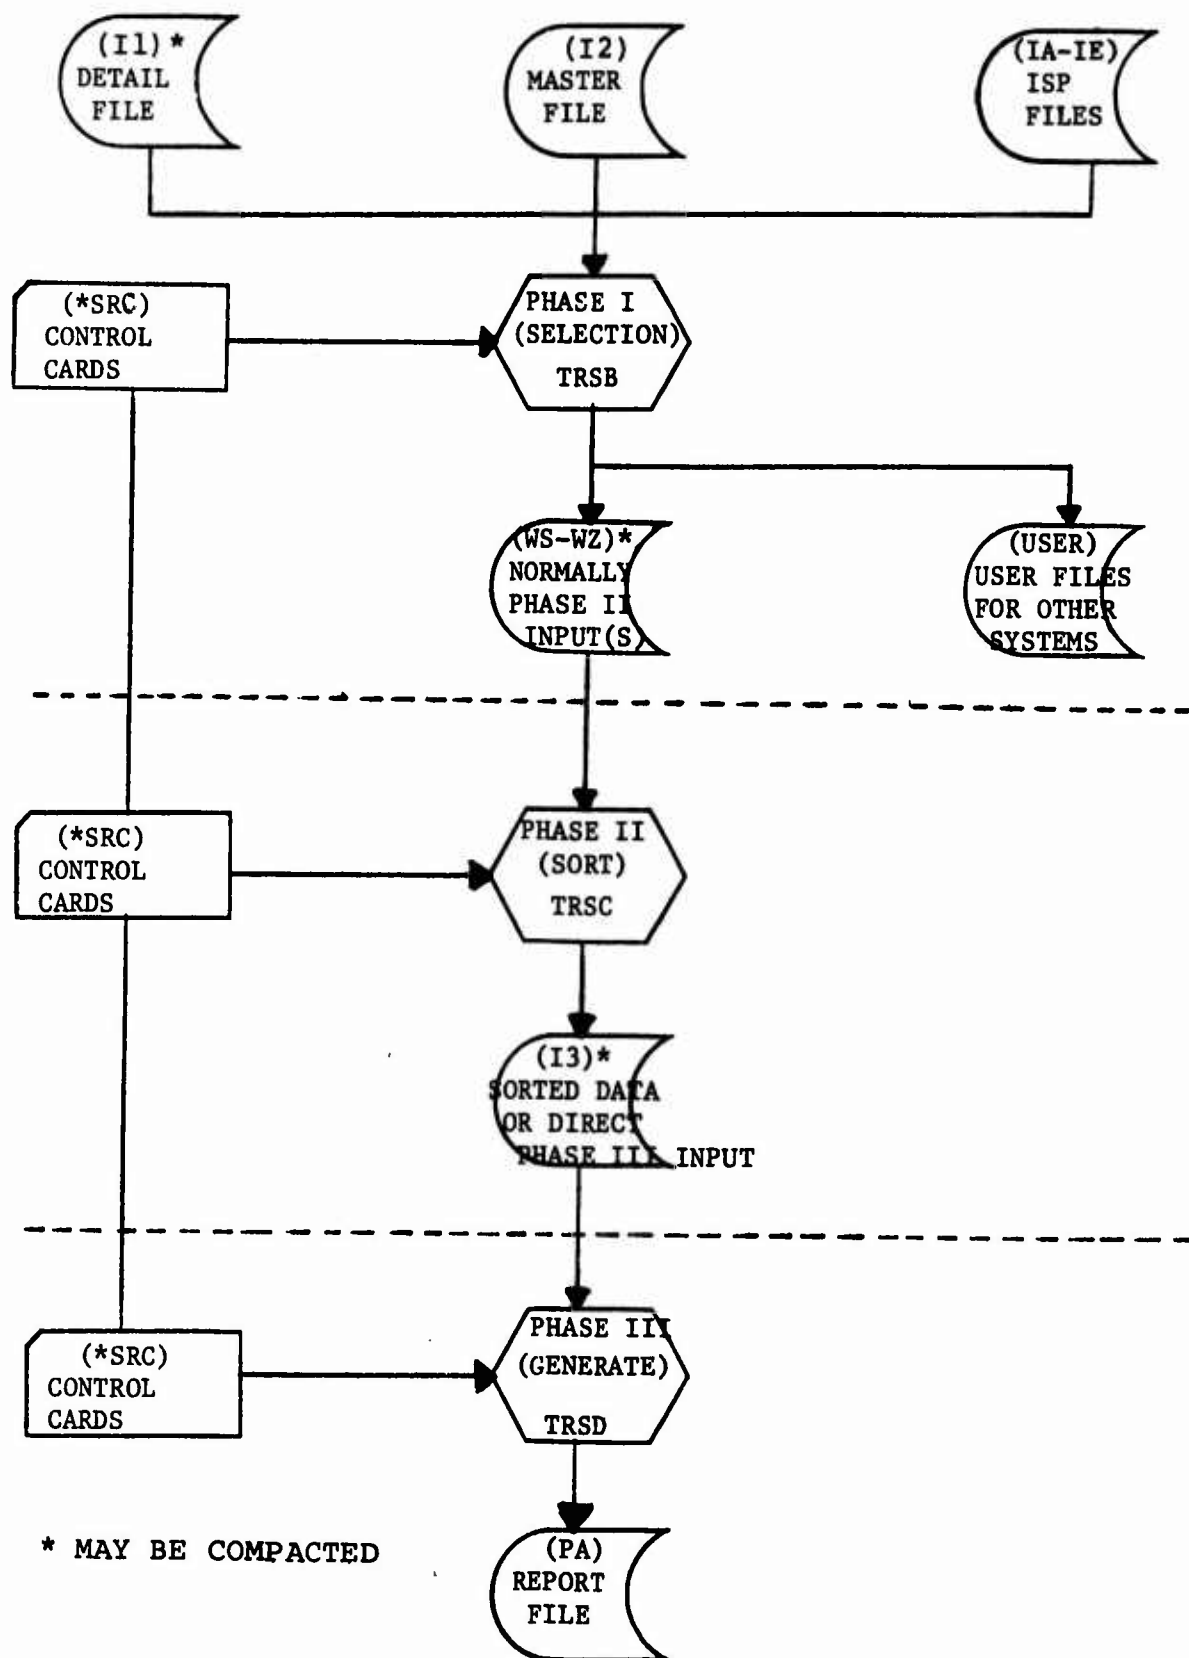 (I1) *
DETAIL
FILE
(I2)
MASTER
FILE
(IA-IE)
ISP
FILES
(*SRC)
CONTROL
CARDS
PHASE I
(SELECTION)
TRSB
(WS-WZ)*
NORMALLY
PHASE II
INPUT(S)
(USER)
USER FILES
FOR OTHER
SYSTEMS
(*SRC)
CONTROL
CARDS
PHASE II
(SORT)
TRSC
(I3)*
SORTED DATA
OR DIRECT
PHASE III INPUT
(*SRC)
CONTROL
CARDS
PHASE III
(GENERATE)
TRSD
* MAY BE COMPACTED
(PA)
REPORT
FILE